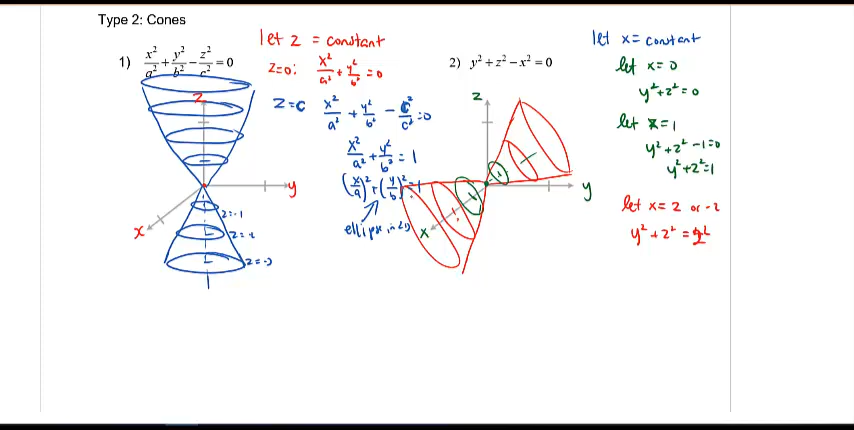 Type 2: Cones
1) x²/a² + y²/b² − z²/c² = 0
let z = constant
z=0: x²/a² + y²/b² = 0
z=c x²/a² + y²/b² − c²/c² = 0
x²/a² + y²/b² = 1
(x/a)² + (y/b)² = 1
ellipse in 2D
z
y
x
z=-1
z=-2
z=-3
2) y² + z² − x² = 0
z
y
x
let x = constant
let x = 0
y² + z² = 0
let x = 1
y² + z² − 1 = 0
y² + z² = 1
let x = 2 or -2
y² + z² = 2²